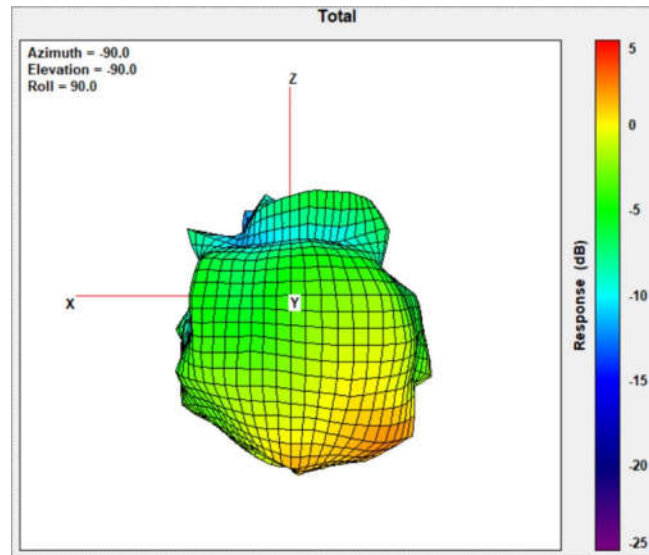 Total
Azimuth = -90.0
Elevation = -90.0
Roll = 90.0
Z
X
Y
5
0
-5
-10
-15
-20
-25
Response (dB)